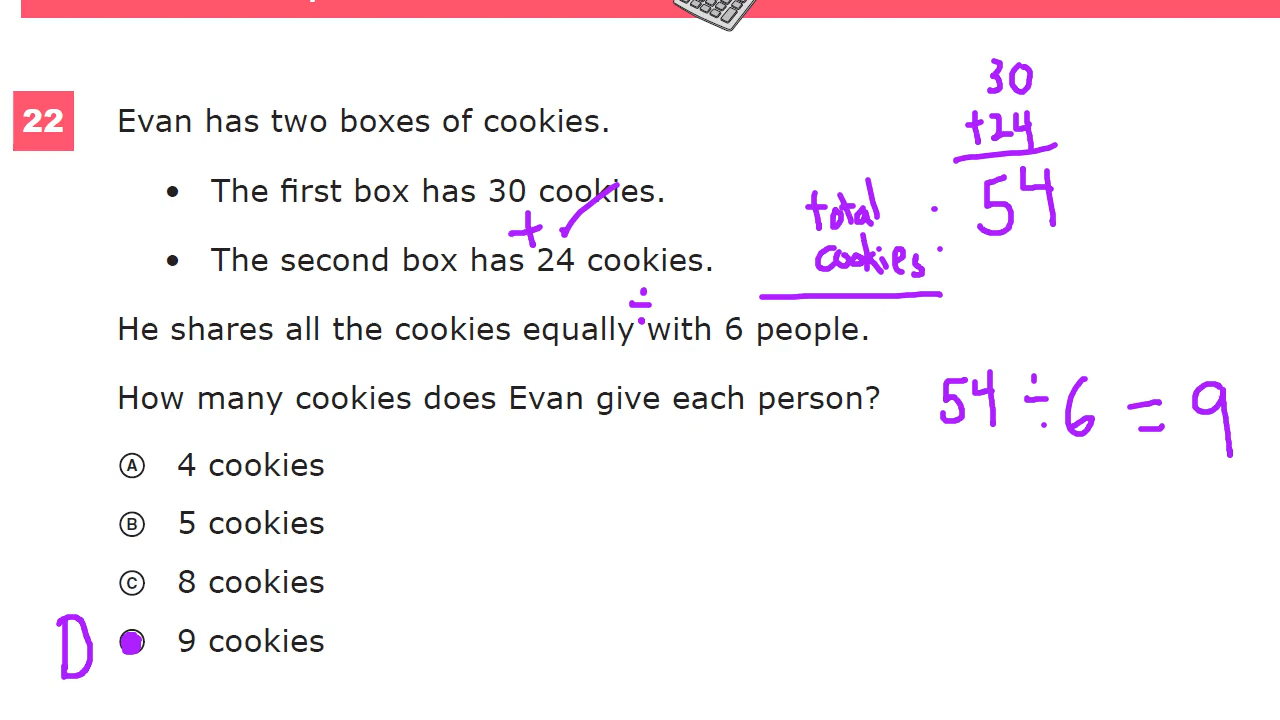 22
Evan has two boxes of cookies.
• The first box has 30 cookies.
+
• The second box has 24 cookies.
÷
He shares all the cookies equally with 6 people.
How many cookies does Evan give each person?
A 4 cookies
B 5 cookies
C 8 cookies
D 9 cookies
30
+24
54
total
cookies :
54 ÷ 6 = 9